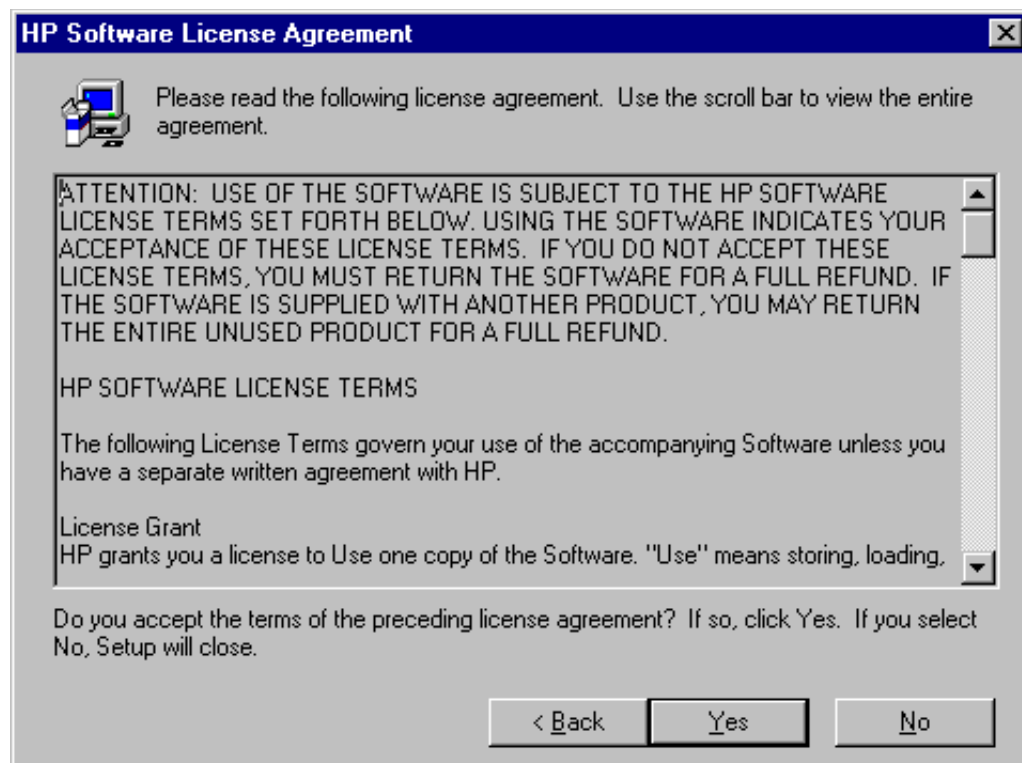 HP Software License Agreement
Please read the following license agreement.  Use the scroll bar to view the entire
agreement.
ATTENTION:  USE OF THE SOFTWARE IS SUBJECT TO THE HP SOFTWARE
LICENSE TERMS SET FORTH BELOW. USING THE SOFTWARE INDICATES YOUR
ACCEPTANCE OF THESE LICENSE TERMS.  IF YOU DO NOT ACCEPT THESE
LICENSE TERMS, YOU MUST RETURN THE SOFTWARE FOR A FULL REFUND.  IF
THE SOFTWARE IS SUPPLIED WITH ANOTHER PRODUCT, YOU MAY RETURN
THE ENTIRE UNUSED PRODUCT FOR A FULL REFUND.
HP SOFTWARE LICENSE TERMS
The following License Terms govern your use of the accompanying Software unless you
have a separate written agreement with HP.
License Grant
HP grants you a license to Use one copy of the Software. "Use" means storing, loading,
Do you accept the terms of the preceding license agreement?  If so, click Yes.  If you select
No, Setup will close.
< Back Yes No